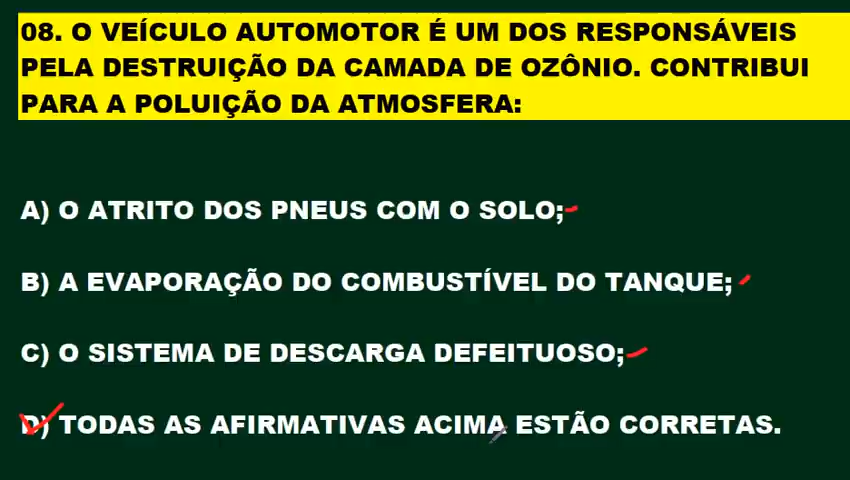 08. O VEÍCULO AUTOMOTOR É UM DOS RESPONSÁVEIS
PELA DESTRUIÇÃO DA CAMADA DE OZÔNIO. CONTRIBUI
PARA A POLUIÇÃO DA ATMOSFERA:
A) O ATRITO DOS PNEUS COM O SOLO;
B) A EVAPORAÇÃO DO COMBUSTÍVEL DO TANQUE;
C) O SISTEMA DE DESCARGA DEFEITUOSO;
D) TODAS AS AFIRMATIVAS ACIMA ESTÃO CORRETAS.